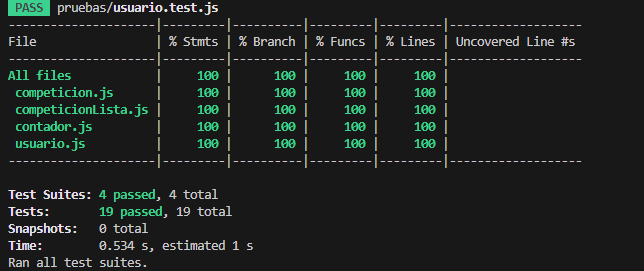 PASS pruebas/usuario.test.js
--------------------|---------|----------|---------|---------|-------------------
File                | % Stmts | % Branch | % Funcs | % Lines | Uncovered Line #s
--------------------|---------|----------|---------|---------|-------------------
All files           |     100 |      100 |     100 |     100 |
 competicion.js     |     100 |      100 |     100 |     100 |
 competicionLista.js |     100 |      100 |     100 |     100 |
 contador.js        |     100 |      100 |     100 |     100 |
 usuario.js         |     100 |      100 |     100 |     100 |
--------------------|---------|----------|---------|---------|-------------------
Test Suites: 4 passed, 4 total
Tests:       19 passed, 19 total
Snapshots:   0 total
Time:        0.534 s, estimated 1 s
Ran all test suites.